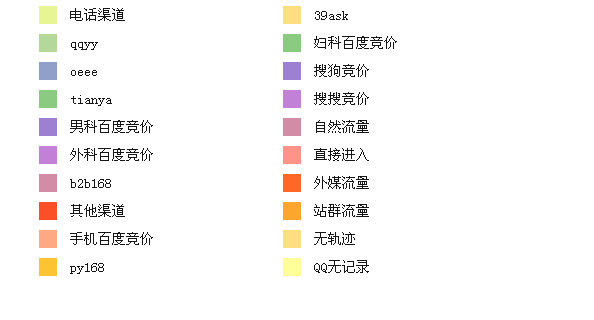 电话渠道
qqyy
oeee
tianya
男科百度竞价
外科百度竞价
b2b168
其他渠道
手机百度竞价
py168
39ask
妇科百度竞价
搜狗竞价
搜搜竞价
自然流量
直接进入
外媒流量
站群流量
无轨迹
QQ无记录